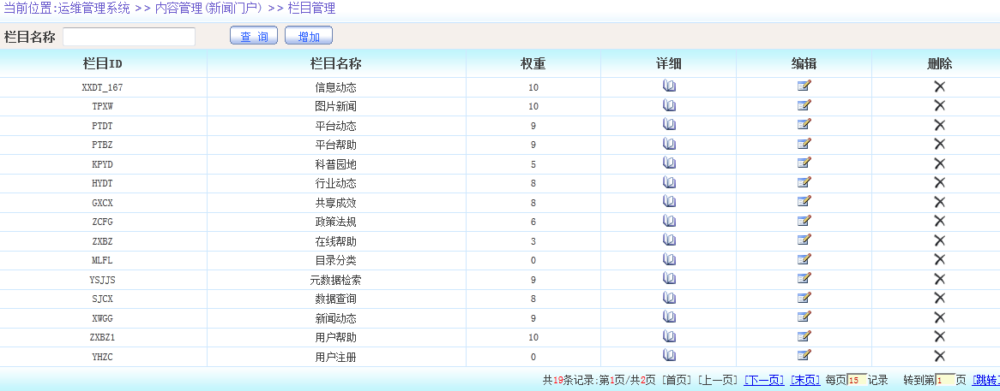 当前位置:运维管理系统 >> 内容管理(新闻门户) >> 栏目管理
栏目名称 查 询 增加
栏目ID 栏目名称 权重 详细 编辑 删除
XXDT_167 信息动态 10
TPXW 图片新闻 10
PTDT 平台动态 9
PTBZ 平台帮助 9
KPYD 科普园地 5
HYDT 行业动态 8
GXCX 共享成效 8
ZCFG 政策法规 6
ZXBZ 在线帮助 3
MLFL 目录分类 0
YSJJS 元数据检索 9
SJCX 数据查询 8
XWGG 新闻动态 9
ZXBZ1 用户帮助 10
YHZC 用户注册 0
共19条记录:第1页/共2页 [首页] [上一页] [下一页] [末页] 每页15记录 转到第1页 [跳转]